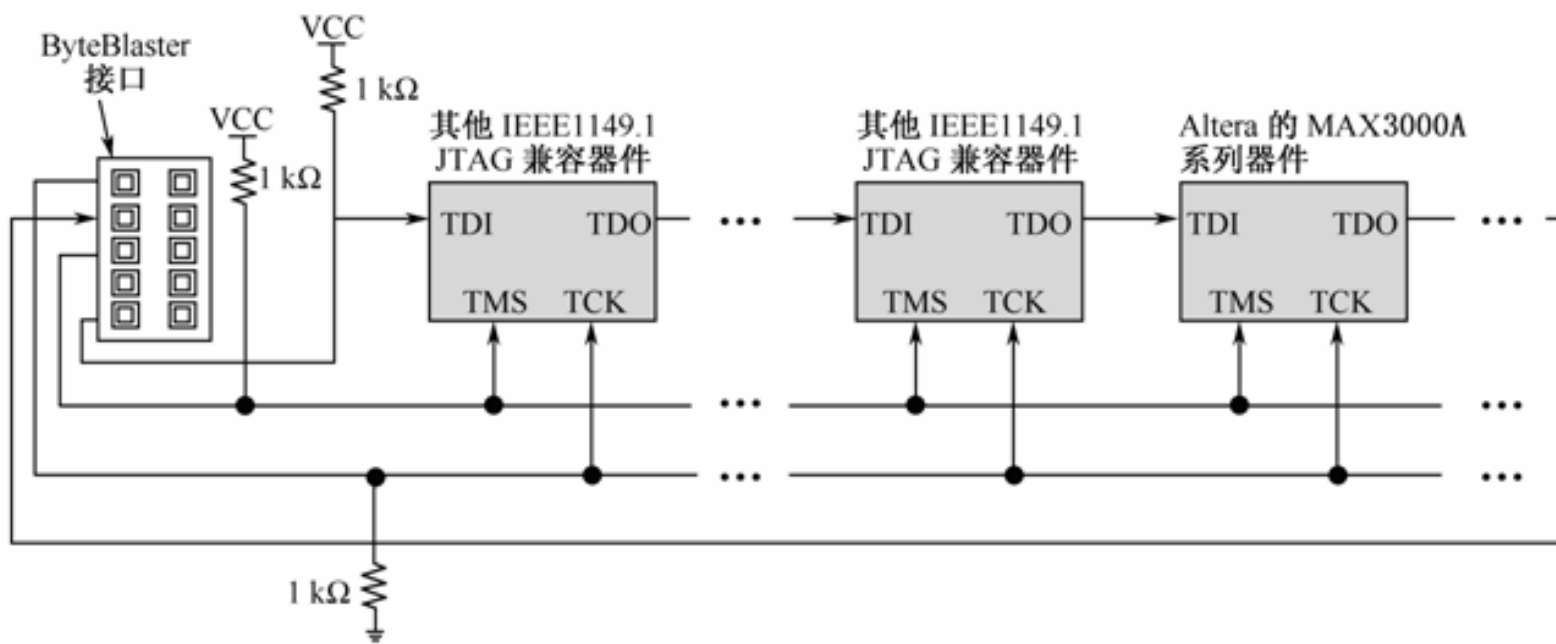 ByteBlaster
接口
VCC
1 kΩ
VCC
1 kΩ
其他 IEEE1149.1
JTAG 兼容器件
TDI
TDO
TMS
TCK
•••
•••
•••
其他 IEEE1149.1
JTAG 兼容器件
TDI
TDO
TMS
TCK
Altera 的 MAX3000A
系列器件
TDI
TDO
TMS
TCK
•••
•••
•••
1 kΩ